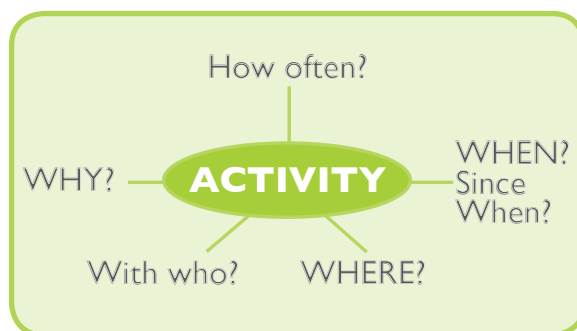 How often?
WHY?
ACTIVITY
WHEN?
Since
When?
With who?
WHERE?